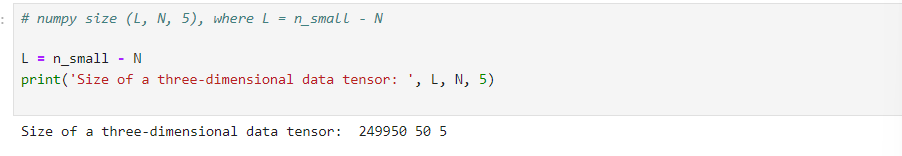 :
# numpy size (L, N, 5), where L = n_small - N
L = n_small - N
print('Size of a three-dimensional data tensor: ', L, N, 5)
Size of a three-dimensional data tensor:  249950 50 5